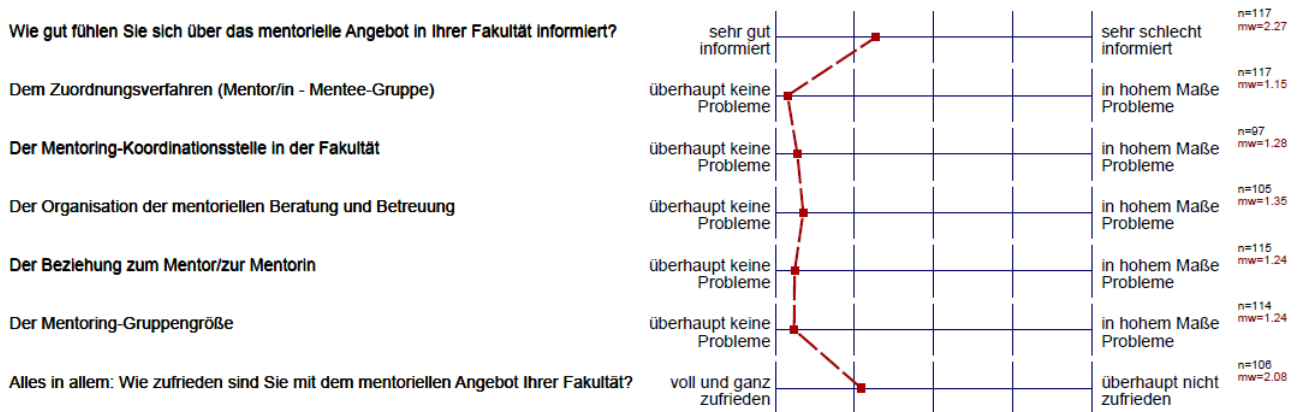 Wie gut fühlen Sie sich über das mentorielle Angebot in Ihrer Fakultät informiert?
sehr gut
informiert
sehr schlecht
informiert
n=117
mw=2.27
Dem Zuordnungsverfahren (Mentor/in - Mentee-Gruppe)
überhaupt keine
Probleme
in hohem Maße
Probleme
n=117
mw=1.15
Der Mentoring-Koordinationsstelle in der Fakultät
überhaupt keine
Probleme
in hohem Maße
Probleme
n=97
mw=1.28
Der Organisation der mentoriellen Beratung und Betreuung
überhaupt keine
Probleme
in hohem Maße
Probleme
n=105
mw=1.35
Der Beziehung zum Mentor/zur Mentorin
überhaupt keine
Probleme
in hohem Maße
Probleme
n=115
mw=1.24
Der Mentoring-Gruppengröße
überhaupt keine
Probleme
in hohem Maße
Probleme
n=114
mw=1.24
Alles in allem: Wie zufrieden sind Sie mit dem mentoriellen Angebot Ihrer Fakultät?
voll und ganz
zufrieden
überhaupt nicht
zufrieden
n=106
mw=2.08